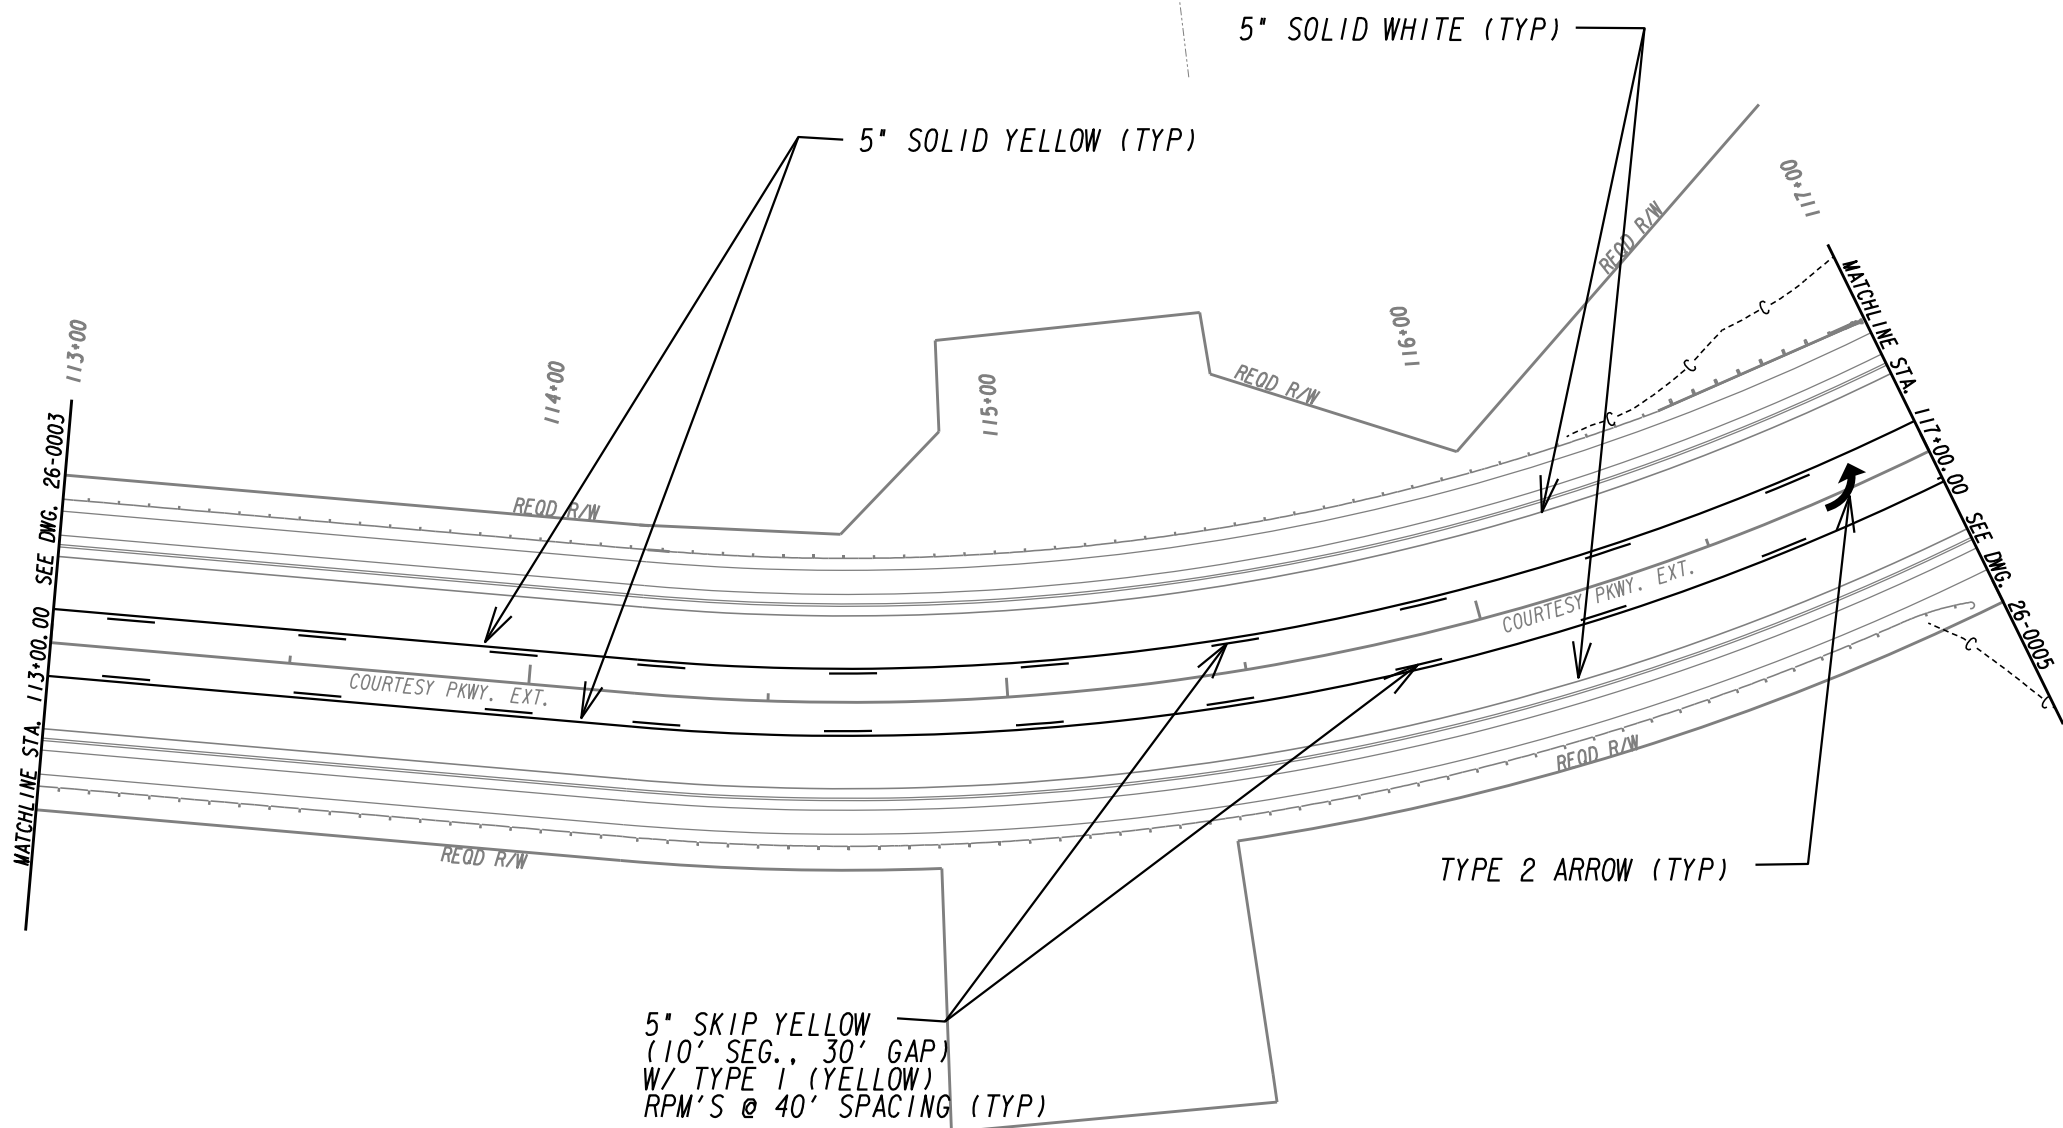 5" SOLID WHITE (TYP)
5" SOLID YELLOW (TYP)
113+00
114+00
115+00
116+00
117+00
REQD R/W
REQD R/W
REQD R/W
MATCHLINE STA. 113+00.00 SEE DWG. 26-0003
MATCHLINE STA. 117+00.00 SEE DWG. 26-0005
C
C
C
COURTESY PKWY. EXT.
COURTESY PKWY. EXT.
C
C
REQD R/W
REQD R/W
TYPE 2 ARROW (TYP)
5" SKIP YELLOW
(10' SEG., 30' GAP)
W/ TYPE 1 (YELLOW)
RPM'S @ 40' SPACING (TYP)